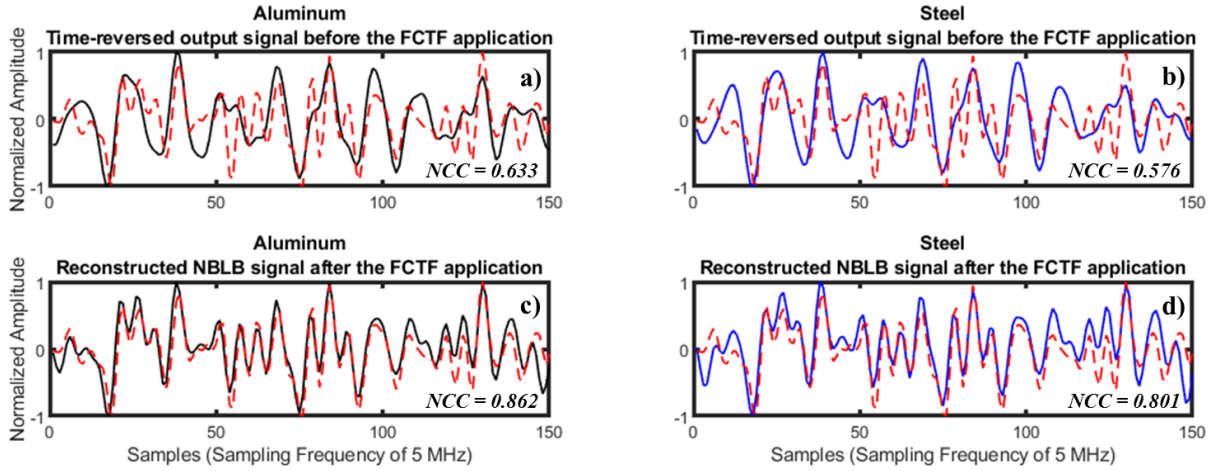 Aluminum
Time-reversed output signal before the FCTF application
Normalized Amplitude
1
0
-1
a)
NCC = 0.633
0
50
100
150
Steel
Time-reversed output signal before the FCTF application
1
0
-1
b)
NCC = 0.576
0
50
100
150
Aluminum
Reconstructed NBLB signal after the FCTF application
Normalized Amplitude
1
0
-1
c)
NCC = 0.862
0
50
100
150
Samples (Sampling Frequency of 5 MHz)
Steel
Reconstructed NBLB signal after the FCTF application
1
0
-1
d)
NCC = 0.801
0
50
100
150
Samples (Sampling Frequency of 5 MHz)